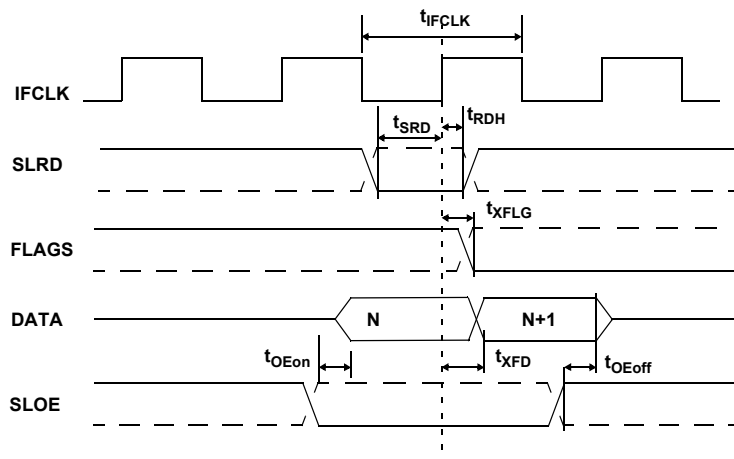 tIFCLK
IFCLK
tSRD
tRDH
SLRD
tXFLG
FLAGS
DATA
N
N+1
tOEon
tXFD
tOEoff
SLOE